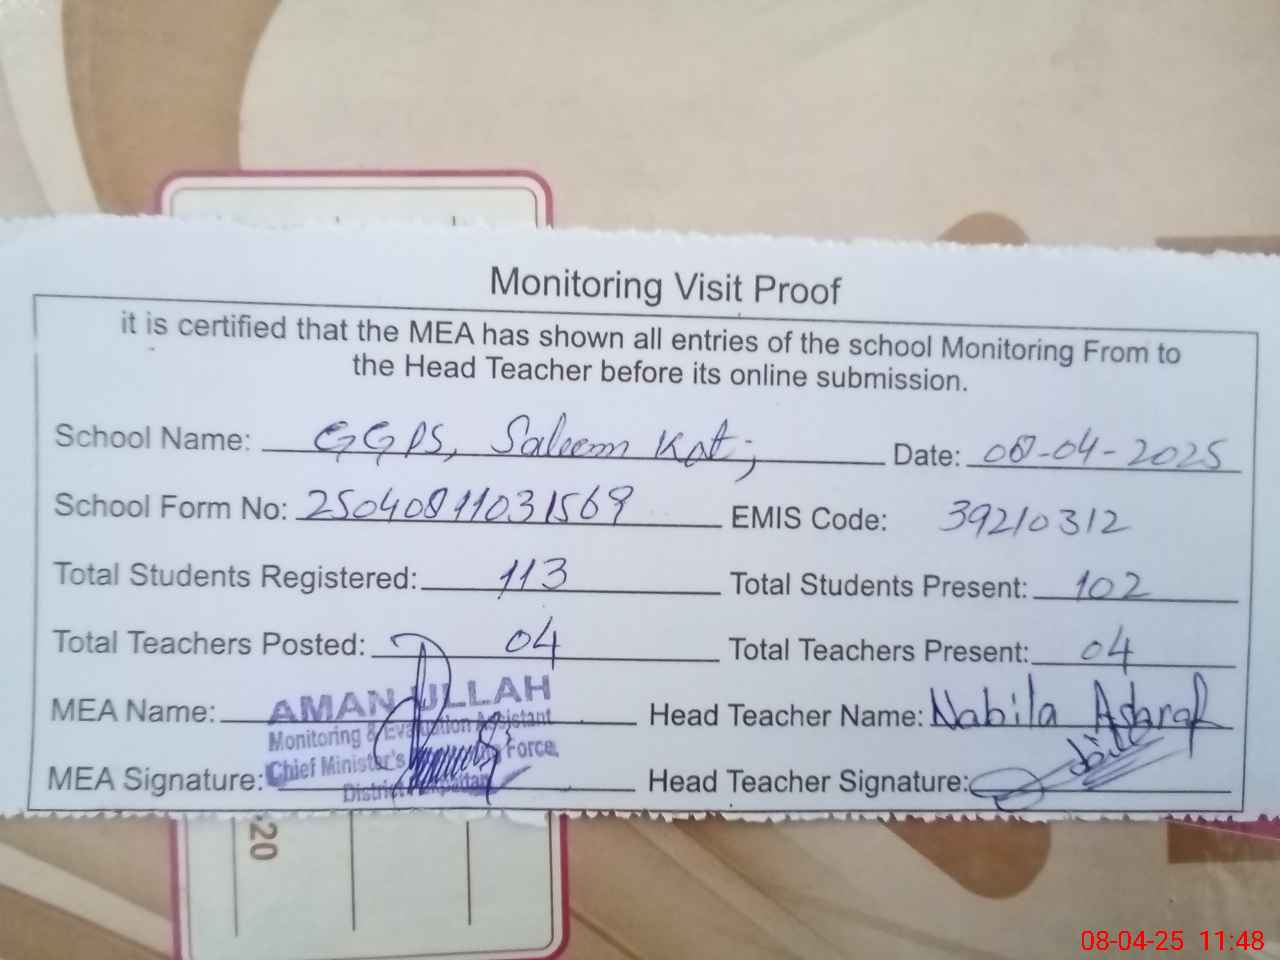 Monitoring Visit Proof
it is certified that the MEA has shown all entries of the school Monitoring From to
the Head Teacher before its online submission.
School Name: GGPS, Saleem Kot; Date: 08-04-2025
School Form No: 25040811031569 EMIS Code: 39210312
Total Students Registered: 113 Total Students Present: 102
Total Teachers Posted: 04 Total Teachers Present: 04
MEA Name: AMAN ULLAH Head Teacher Name: Nabila Ashraf
Monitoring & Evaluation Assistant
Chief Minister's Force,
MEA Signature: Head Teacher Signature:
District
20
08-04-25 11:48